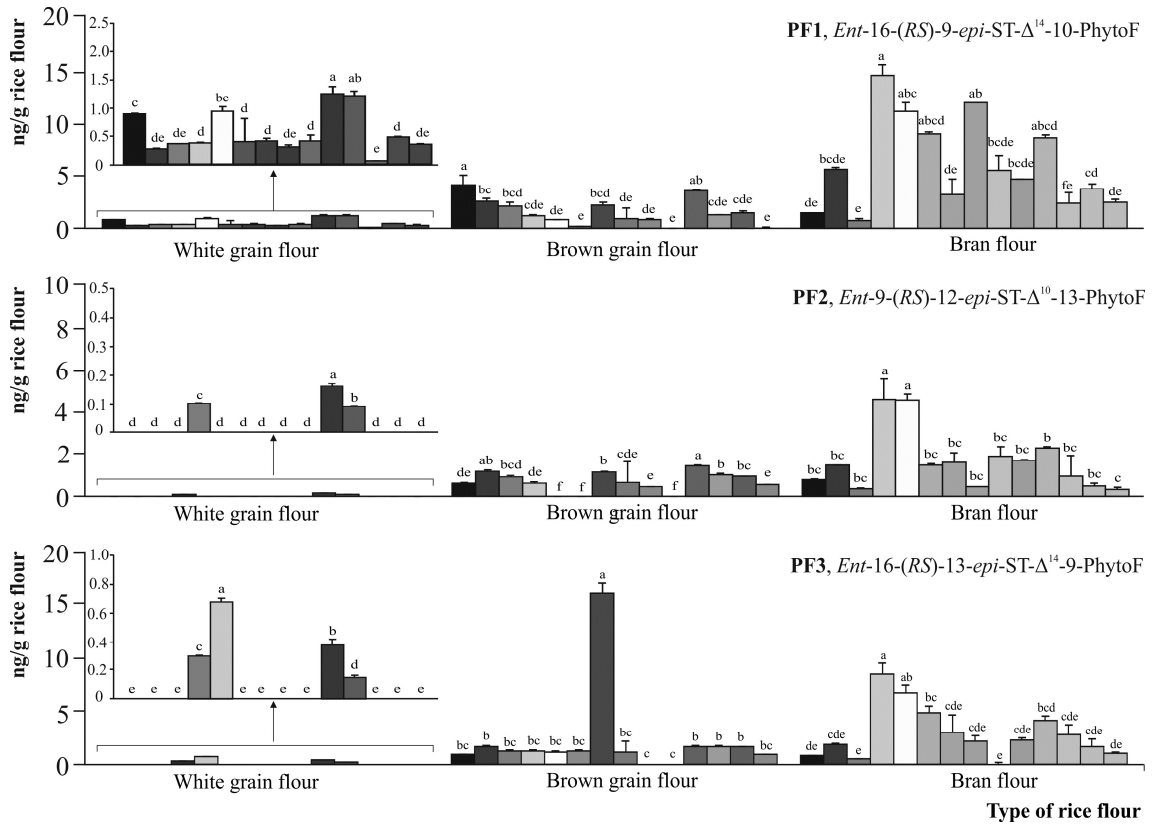 PF1, Ent-16-(RS)-9-epi-ST-Δ14-10-PhytoF
ng/g rice flour
20
15
10
5
0
2.5
2.0
1.5
1.0
0.5
0
c de de d bc d d de d a ab e d de
a bc bcd cde de e bcd de de e ab cde cde e
de bcde e a abc abcd de ab bcde bcde abcd fe cd de
White grain flour Brown grain flour Bran flour
PF2, Ent-9-(RS)-12-epi-ST-Δ10-13-PhytoF
ng/g rice flour
10
8
6
4
2
0
0.5
0.4
0.3
0.2
0.1
0
d d d c d d d d d a b d d d
de ab bcd de f f b cde e f a b bc e
bc bc bc a a bc bc bc bc bc b bc bc c
White grain flour Brown grain flour Bran flour
PF3, Ent-16-(RS)-13-epi-ST-Δ14-9-PhytoF
ng/g rice flour
20
15
10
5
0
1.0
0.8
0.6
0.4
0.2
0
e e e c a e e e e b d e e e
bc b bc bc bc bc a bc c c b b b bc
de cde e a ab bc cde cde e cde bcd cde cde de
White grain flour Brown grain flour Bran flour
Type of rice flour